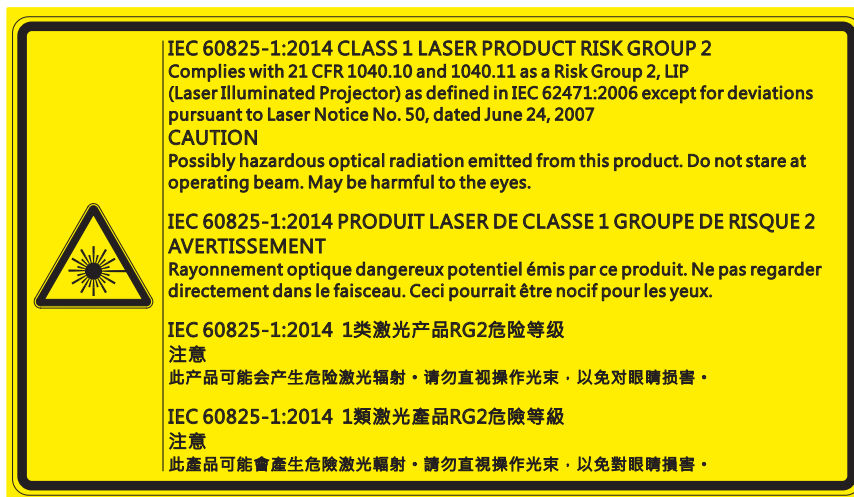 IEC 60825-1:2014 CLASS 1 LASER PRODUCT RISK GROUP 2
Complies with 21 CFR 1040.10 and 1040.11 as a Risk Group 2, LIP
(Laser Illuminated Projector) as defined in IEC 62471:2006 except for deviations
pursuant to Laser Notice No. 50, dated June 24, 2007
CAUTION
Possibly hazardous optical radiation emitted from this product. Do not stare at
operating beam. May be harmful to the eyes.
IEC 60825-1:2014 PRODUIT LASER DE CLASSE 1 GROUPE DE RISQUE 2
AVERTISSEMENT
Rayonnement optique dangereux potentiel émis par ce produit. Ne pas regarder
directement dans le faisceau. Ceci pourrait être nocif pour les yeux.
IEC 60825-1:2014 1类激光产品RG2危险等级
注意
此产品可能会产生危险激光辐射。请勿直视操作光束，以免对眼睛损害。
IEC 60825-1:2014 1類激光產品RG2危險等級
注意
此產品可能會產生危險激光輻射。請勿直視操作光束，以免對眼睛損害。